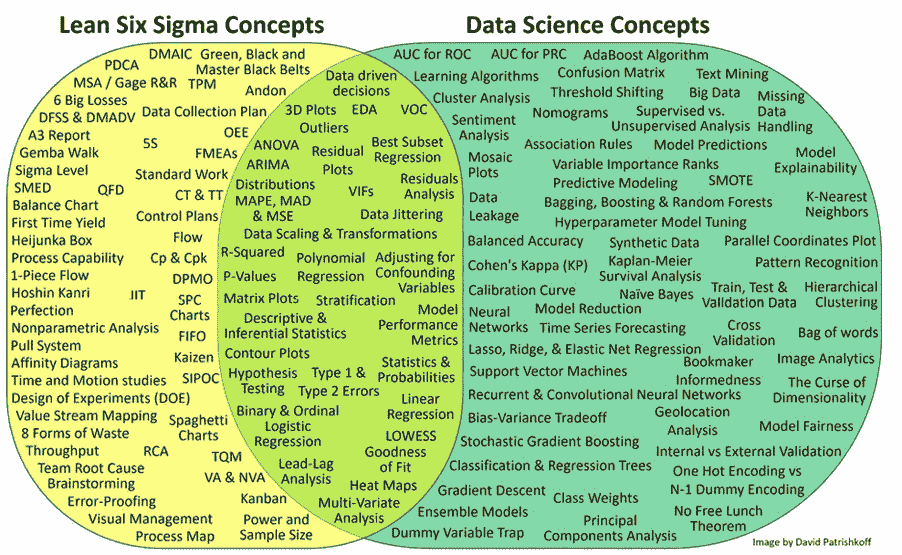 Lean Six Sigma Concepts
DMAIC
Green, Black and
Master Black Belts
PDCA
MSA / Gage R&R
TPM
Andon
6 Big Losses
DFSS & DMADV
Data Collection Plan
A3 Report
OEE
5S
Gemba Walk
FMEAs
Sigma Level
Standard Work
SMED
QFD
CT & TT
Balance Chart
First Time Yield
Control Plans
Heijunka Box
Flow
Process Capability
Cp & Cpk
1-Piece Flow
DPMO
Hoshin Kanri
JIT
SPC
Charts
Perfection
Nonparametric Analysis
FIFO
Pull System
Kaizen
Affinity Diagrams
Time and Motion studies
SIPOC
Design of Experiments (DOE)
Value Stream Mapping
Spaghetti
Charts
8 Forms of Waste
Throughput
RCA
TQM
Team Root Cause
Brainstorming
VA & NVA
Error-Proofing
Kanban
Visual Management
Power and
Sample Size
Process Map
Data driven
decisions
3D Plots
EDA
VOC
Outliers
ANOVA
Residual
Plots
Best Subset
Regression
ARIMA
Distributions
VIFs
Residuals
Analysis
MAPE, MAD
& MSE
Data Jittering
Data Scaling & Transformations
R-Squared
Polynomial
Regression
Adjusting for
Confounding
Variables
P-Values
Matrix Plots
Stratification
Descriptive &
Inferential Statistics
Model
Performance
Metrics
Contour Plots
Hypothesis
Testing
Type 1 &
Type 2 Errors
Statistics &
Probabilities
Binary & Ordinal
Logistic
Regression
Linear
Regression
LOWESS
Goodness
of Fit
Lead-Lag
Analysis
Heat Maps
Multi-Variate
Analysis
Data Science Concepts
AUC for ROC
AUC for PRC
AdaBoost Algorithm
Learning Algorithms
Confusion Matrix
Text Mining
Cluster Analysis
Threshold Shifting
Big Data
Missing
Data
Handling
Sentiment
Analysis
Nomograms
Supervised vs.
Unsupervised Analysis
Association Rules
Model Predictions
Mosaic
Plots
Variable Importance Ranks
Model
Explainability
Predictive Modeling
SMOTE
Data
Leakage
Bagging, Boosting & Random Forests
K-Nearest
Neighbors
Hyperparameter Model Tuning
Balanced Accuracy
Synthetic Data
Parallel Coordinates Plot
Cohen's Kappa (KP)
Kaplan-Meier
Survival Analysis
Pattern Recognition
Calibration Curve
Naïve Bayes
Train, Test &
Validation Data
Hierarchical
Clustering
Neural
Networks
Model Reduction
Time Series Forecasting
Cross
Validation
Bag of words
Lasso, Ridge, & Elastic Net Regression
Bookmaker
Informedness
Image Analytics
Support Vector Machines
The Curse of
Dimensionality
Recurrent & Convolutional Neural Networks
Bias-Variance Tradeoff
Geolocation
Analysis
Model Fairness
Stochastic Gradient Boosting
Internal vs External Validation
Classification & Regression Trees
One Hot Encoding vs
N-1 Dummy Encoding
Gradient Descent
Class Weights
Ensemble Models
No Free Lunch
Theorem
Dummy Variable Trap
Principal
Components Analysis
Image by David Patrishkoff